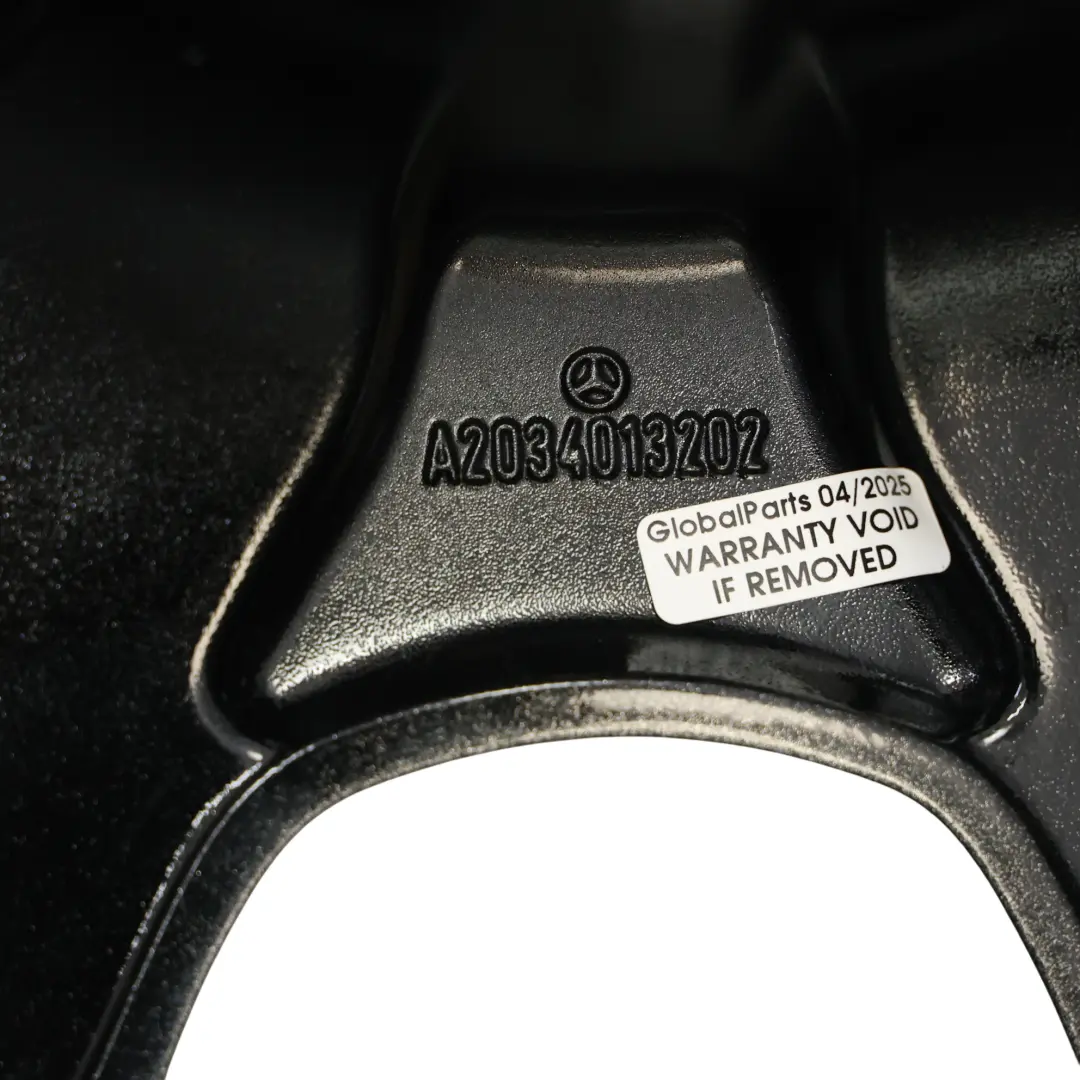 A2034013202
GlobalParts 04/2025
WARRANTY VOID
IF REMOVED